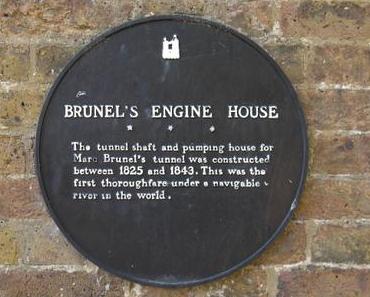 BRUNEL'S ENGINE HOUSE
The tunnel shaft and pumping house for
Marc Brunel's tunnel was constructed
between 1825 and 1843. This was the
first thoroughfare under a navigable
river in the world.